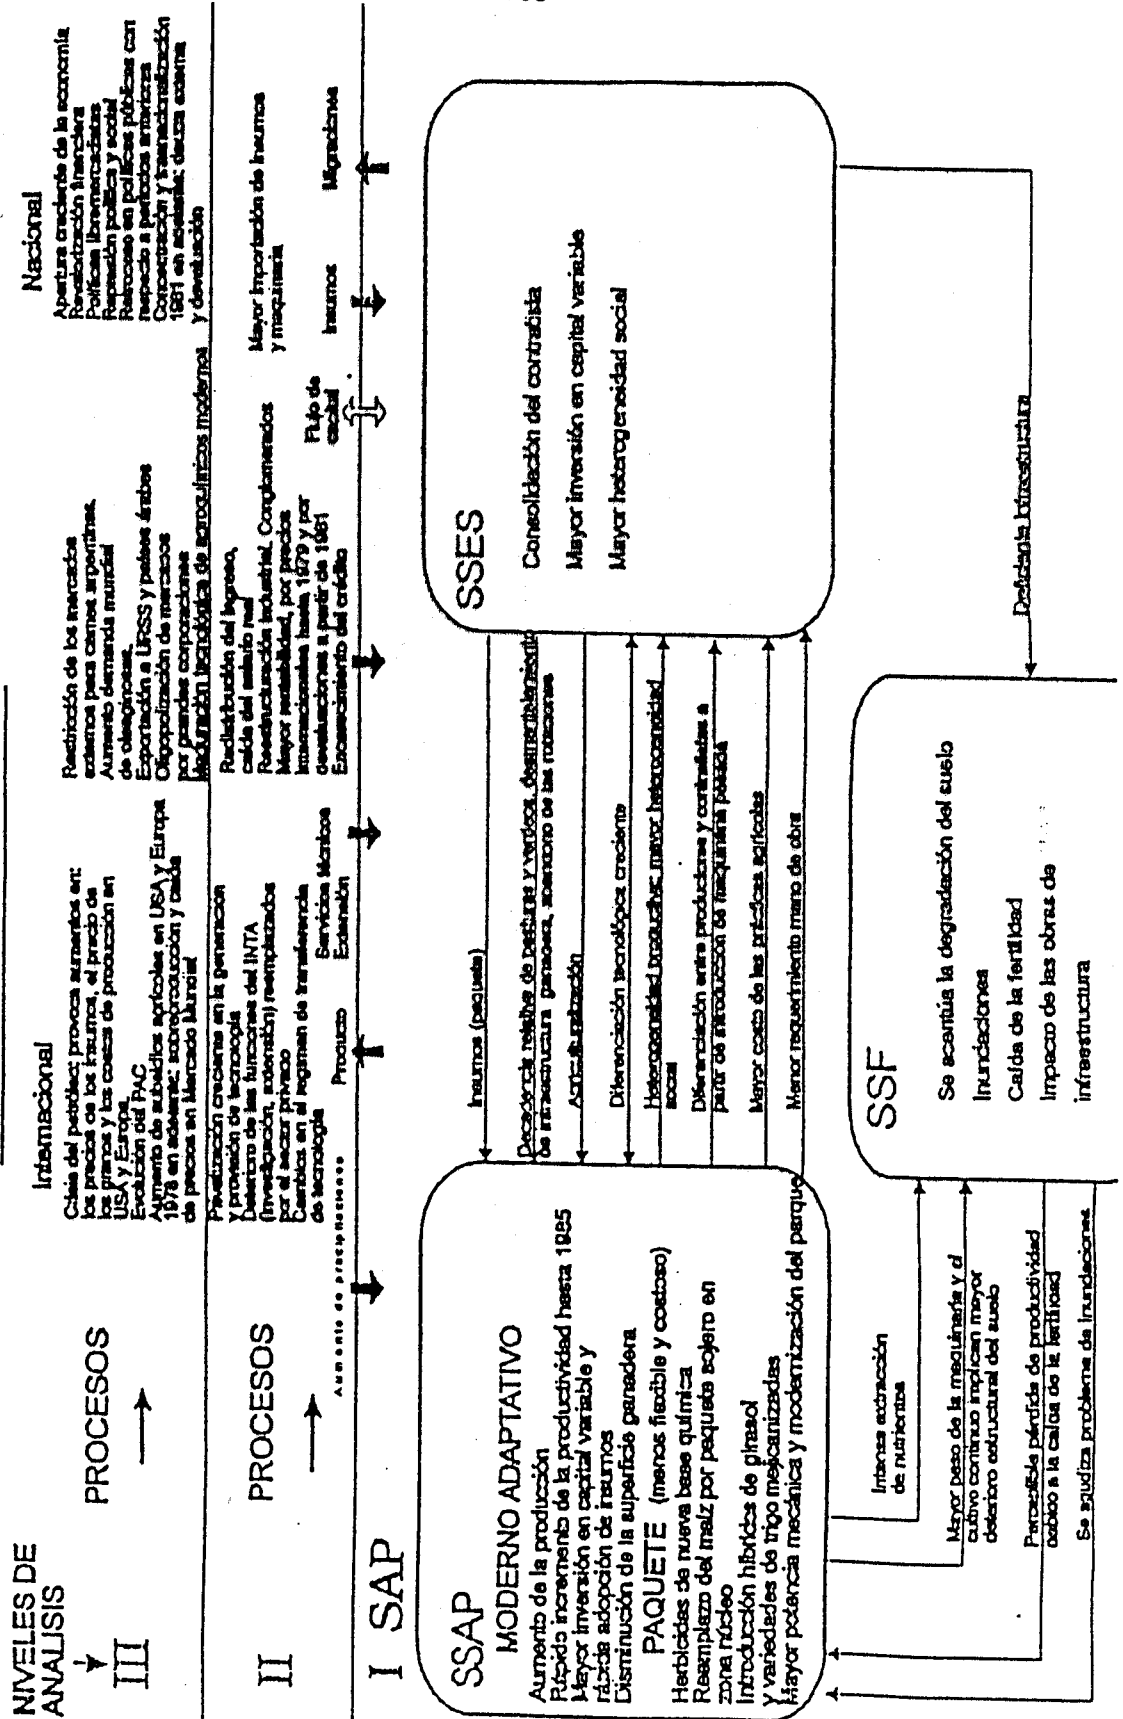 NIVELES DE
ANALISIS
III
PROCESOS
Internacional
Crisis del petróleo: provoca aumentos en:
los precios de los insumos, el precio de
los granos y los costos de producción en
USA y Europa.
Evolución del PAC
Aumento de subsidios agrícolas en USA y Europa
1978 en adelante: sobreproducción y caída
de precios en Mercado Mundial
Restricción de los mercados
externos para carnes argentinas.
Aumento demanda mundial
de oleaginosas.
Exportación a URSS y países árabes
Oligopolización de mercados
por grandes corporaciones
Maduración tecnológica de agroquímicos modernos
Nacional
Apertura creciente de la economía
Revalorización financiera
Políticas libremercadistas
Represión política y social
Retroceso en políticas públicas con
respecto a períodos anteriores
Concentración y transnacionalización
1981 en adelante: deuda externa
y devaluación
II
PROCESOS
Privatización creciente en la generación
y provisión de tecnología
Deterioro de las funciones del INTA
(investigación, extensión) reemplazados
por el sector privado
Cambios en el regimen de transferencia
de tecnología
Redistribución del ingreso,
caída del salario real
Reestructuración industrial. Conglomerados
Mayor rentabilidad, por precios
internacionales hasta 1979 y por
devaluaciones a partir de 1981
Encarecimiento del crédito
Mayor importación de insumos
y maquinaria
Aumento de precipitaciones
Producto
Servicios técnicos
Extensión
Flujo de
capital
Insumos
Migraciones
I SAP
SSAP
MODERNO ADAPTATIVO
Aumento de la producción
Rápido incremento de la productividad hasta 1985
Mayor inversión en capital variable y
rápida adopción de insumos
Disminución de la superficie ganadera
PAQUETE (menos flexible y costoso)
Herbicidas de nueva base química
Reemplazo del maíz por paquete sojero en
zona núcleo
Introducción híbridos de girasol
y variedades de trigo mejicanizadas
Mayor potencia mecánica y modernización del parque
Insumos (paquete)
Decadencia relativa de pasturas y verdeos, desmantelamiento
de infraestructura ganadera, abandono de las rotaciones
Agriculturización
Diferenciación tecnológica creciente
Heterogeneidad productiva: mayor heterogeneidad
social
Diferenciación entre productores y contratistas a
partir de introducción de maquinaria pesada
Mayor costo de las prácticas agrícolas
Menor requerimiento mano de obra
SSES
Consolidación del contratista
Mayor inversión en capital variable
Mayor heterogeneidad social
Deficiente infraestructura
Intensa extracción
de nutrientes
Mayor peso de la maquinaria y el
cultivo continuo implican mayor
deterioro estructural del suelo
Perceptible pérdida de productividad
debido a la caída de la fertilidad
Se agudiza problema de inundaciones
SSF
Se acentúa la degradación del suelo
Inundaciones
Caída de la fertilidad
Impacto de las obras de
infraestructura